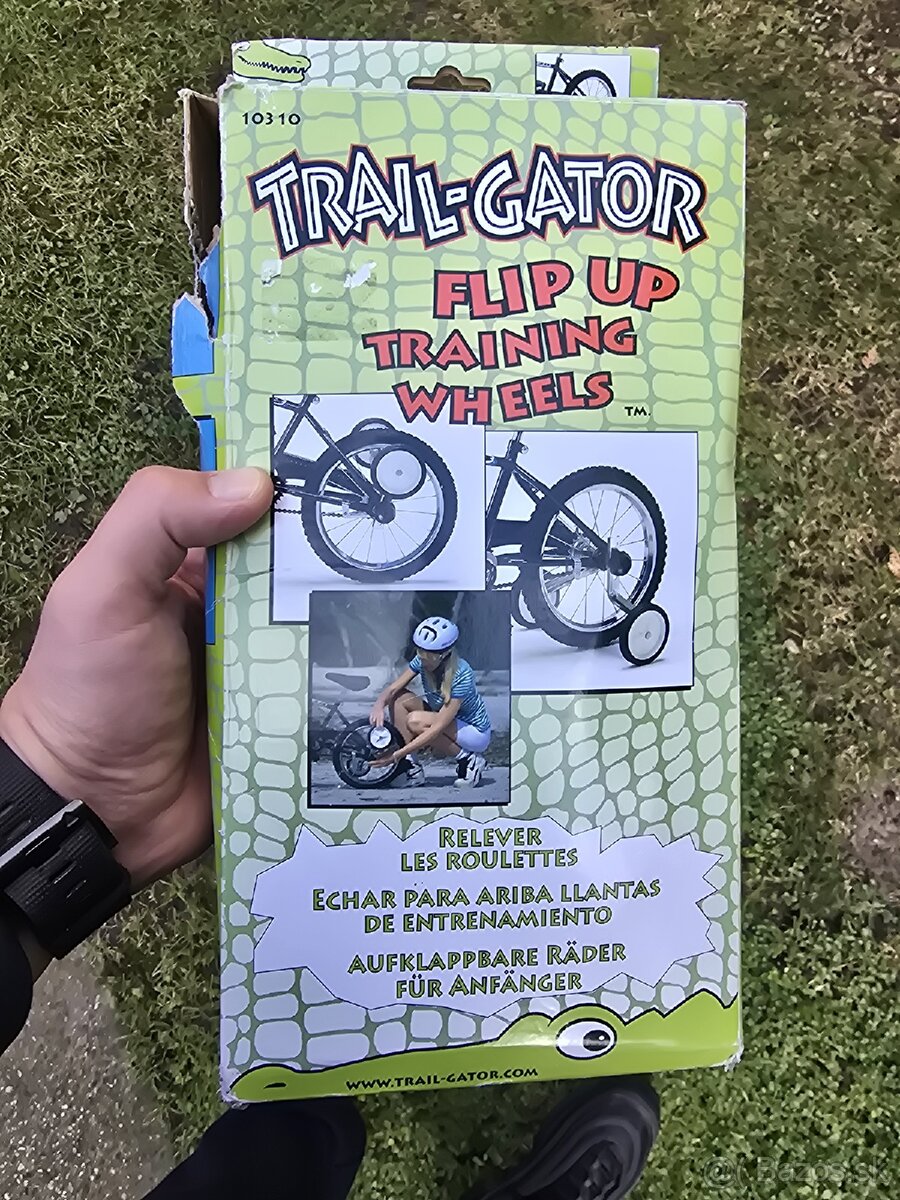 10310
TRAIL-GATOR
FLIP UP
TRAINING
WHEELS TM.
RELEVER
LES ROULETTES
ECHAR PARA ARIBA LLANTAS
DE ENTRENAMIENTO
AUFKLAPPBARE RÄDER
FÜR ANFÄNGER
WWW.TRAIL-GATOR.COM
@ Bazos.sk